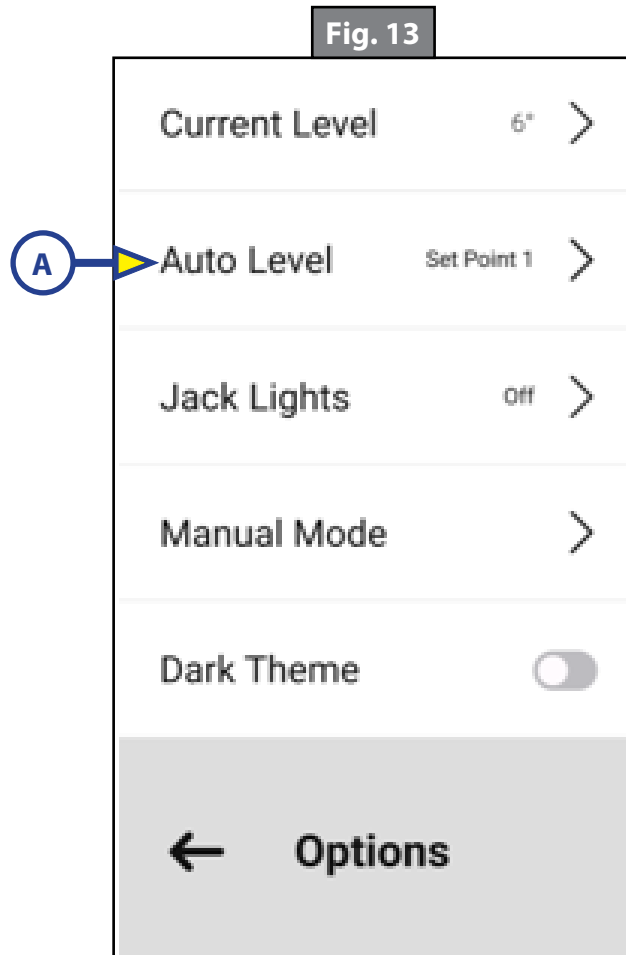 Fig. 13
Current Level 6°
A Auto Level Set Point 1
Jack Lights Off
Manual Mode
Dark Theme
Options